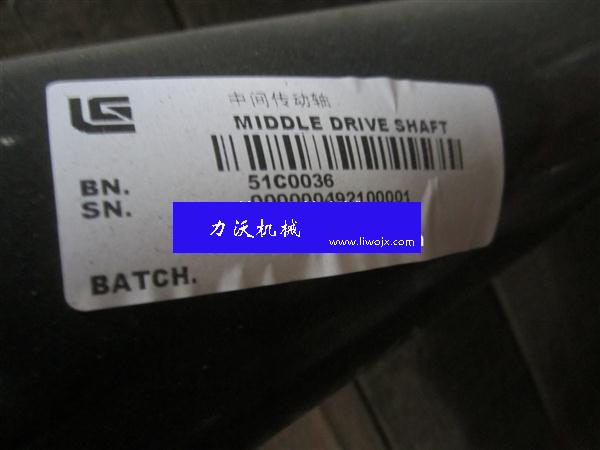 LG
中间传动轴
MIDDLE DRIVE SHAFT
BN. 51C0036
SN.
力沃机械
www.liwojx.com
BATCH.